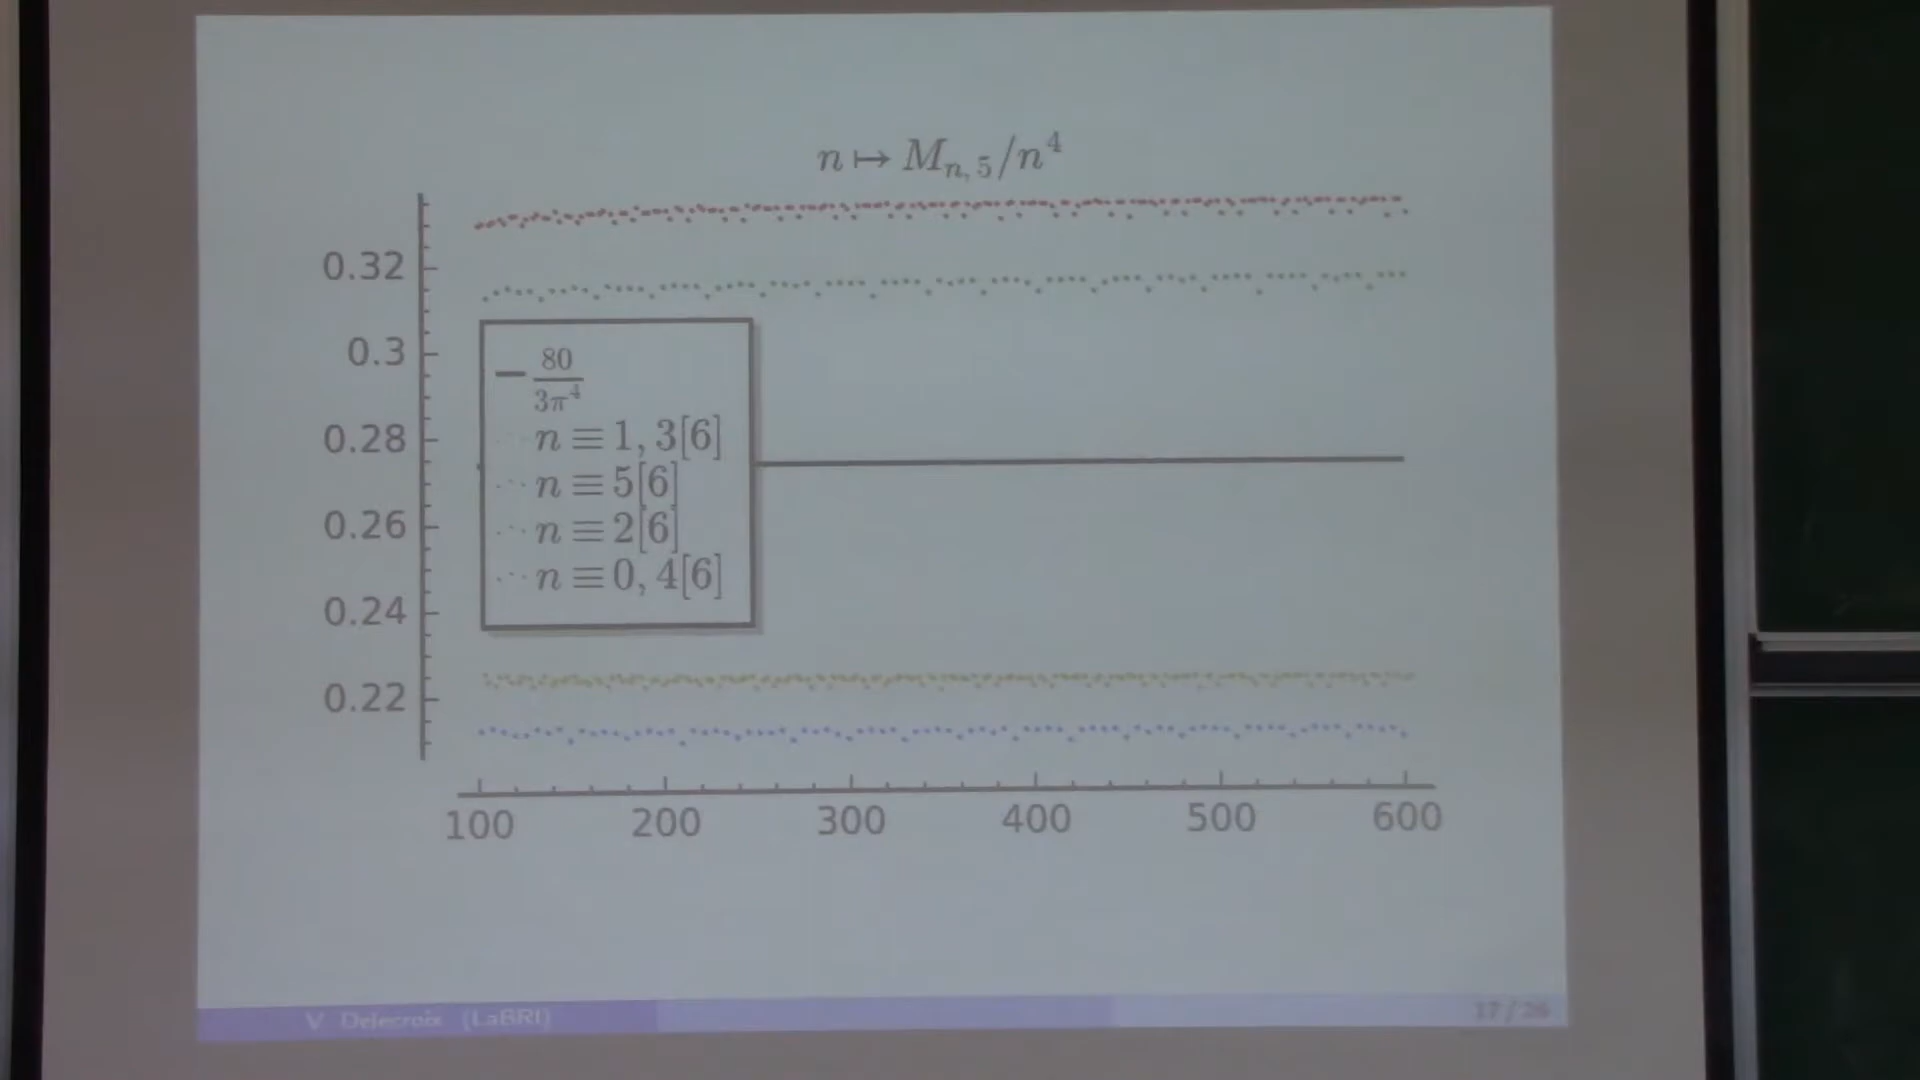 n ↦ M_{n,5}/n^4
0.32
0.3
0.28
0.26
0.24
0.22
80/(3π^4)
n ≡ 1, 3[6]
n ≡ 5[6]
n ≡ 2[6]
n ≡ 0, 4[6]
100 200 300 400 500 600
V. Delecroix (LaBRI) 17 / 26